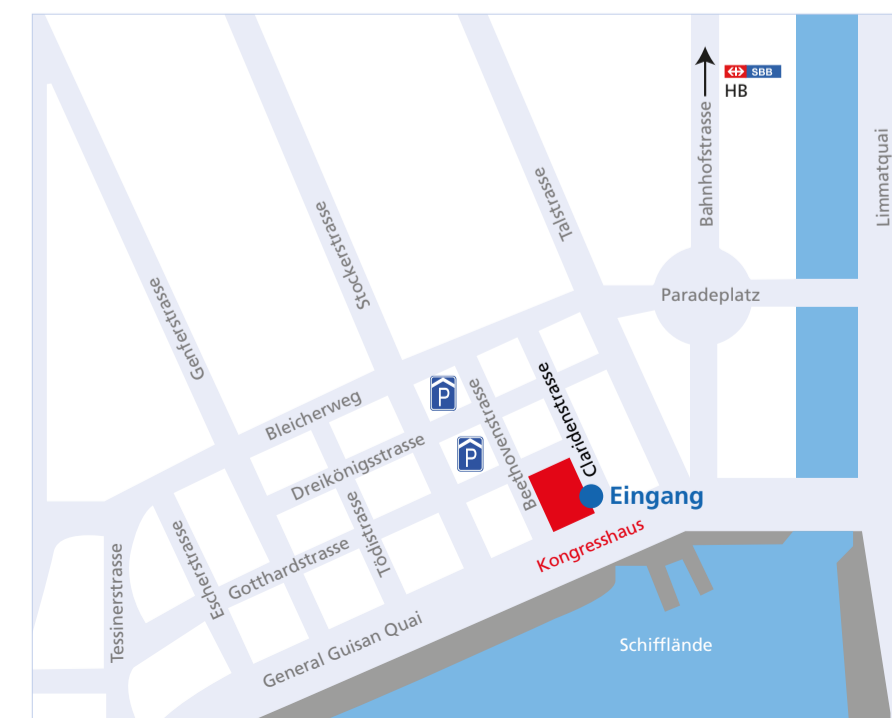 SBB
HB
Bahnhofstrasse
Limmatquai
Talstrasse
Stockerstrasse
Genferstrasse
Paradeplatz
Bleicherweg
P
P
Claridenstrasse
Beethovenstrasse
Dreikönigsstrasse
Eingang
Kongresshaus
Tödistrasse
Gotthardstrasse
Escherstrasse
Tessinerstrasse
General Guisan Quai
Schifflände